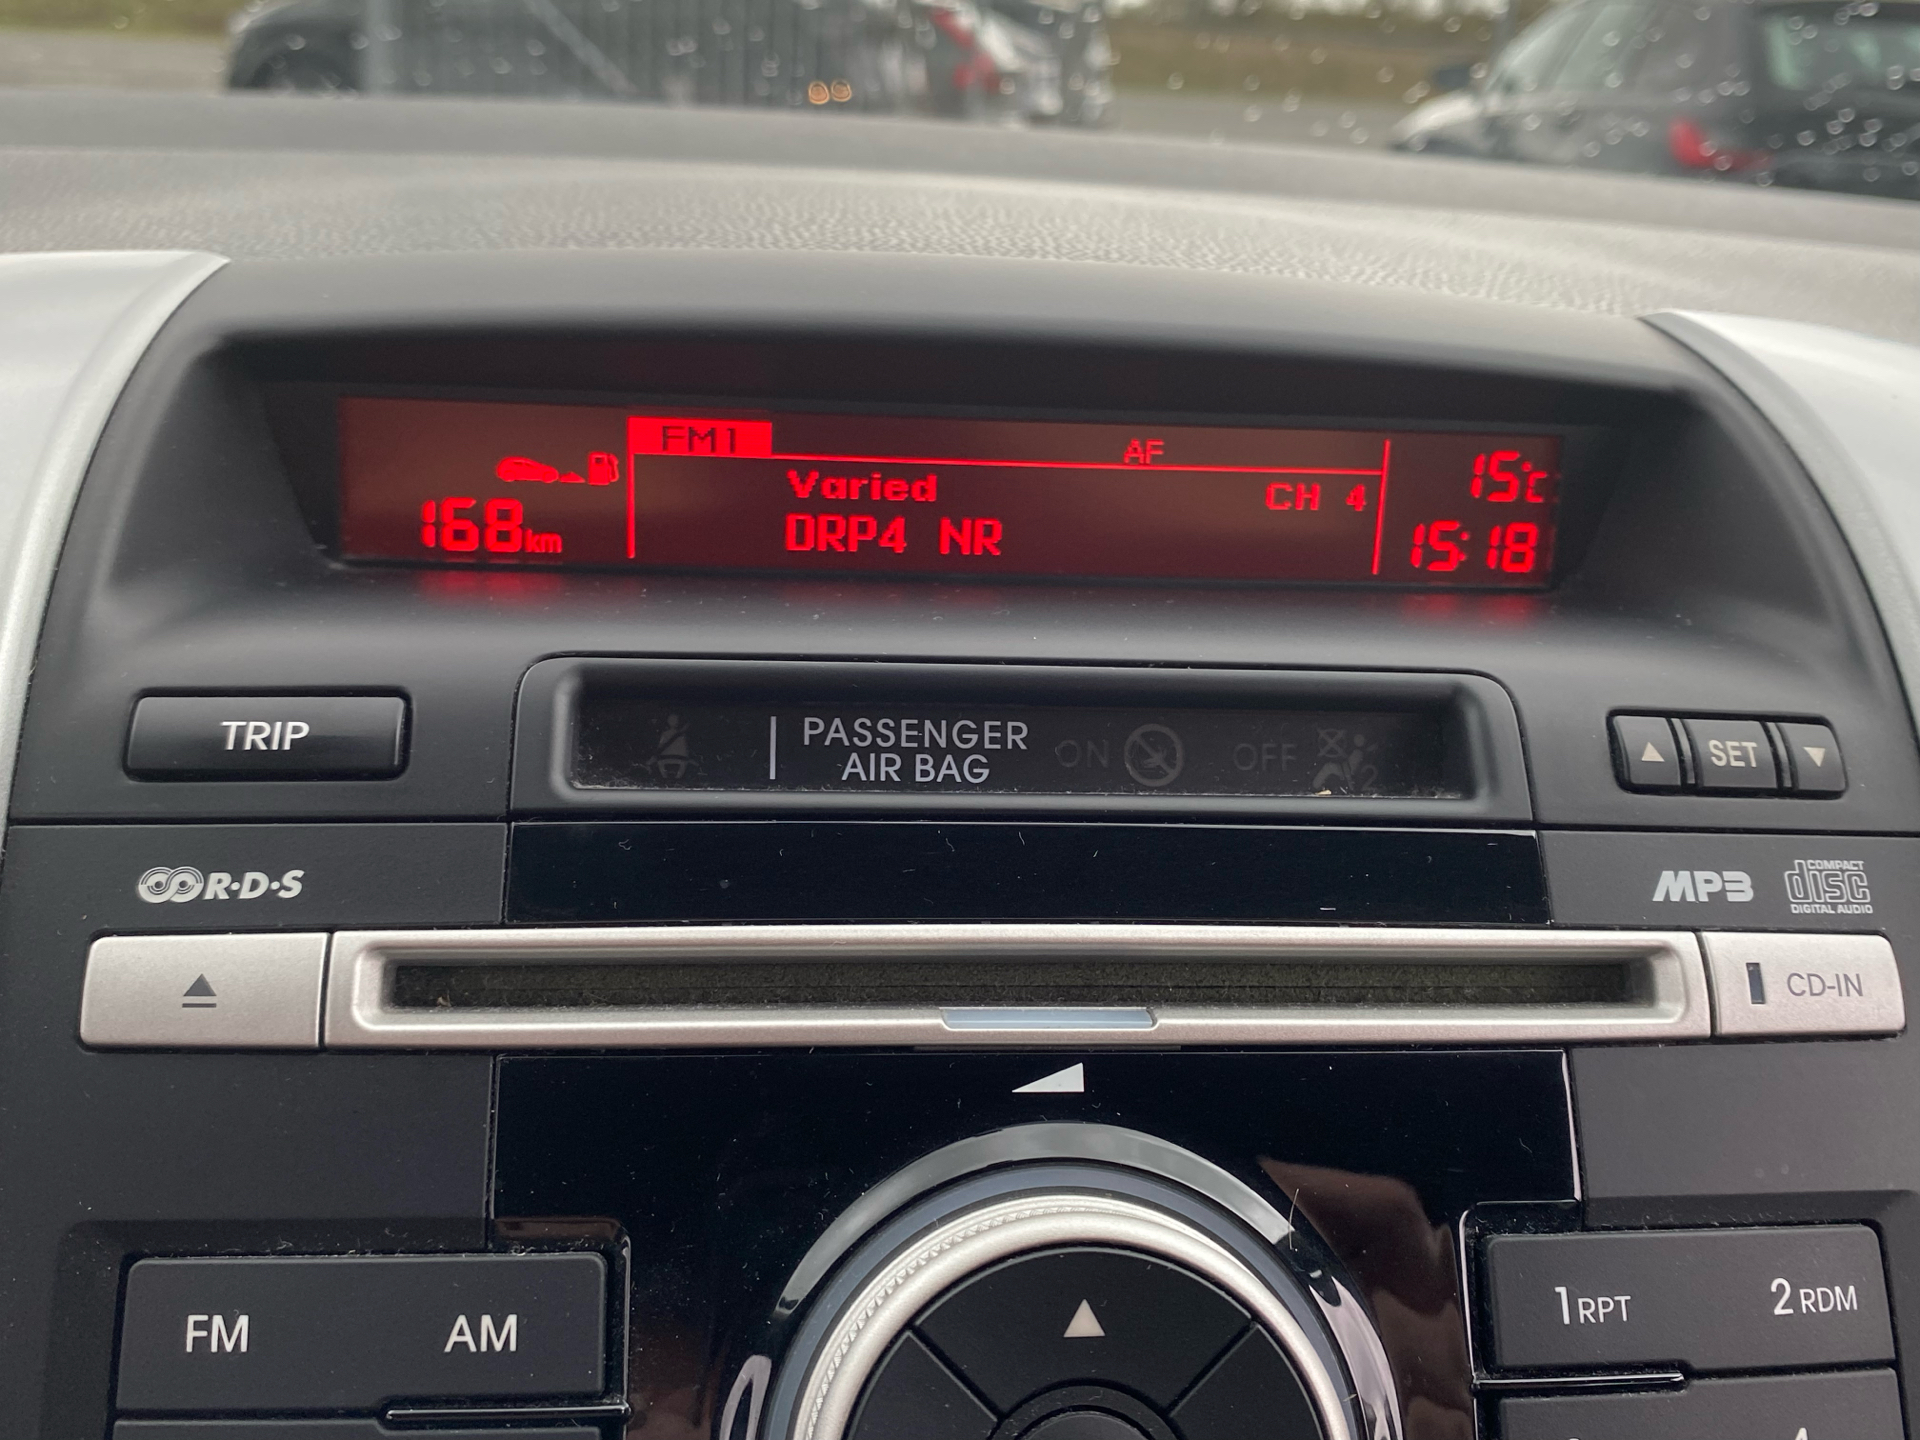 FM1
AF
15°C
168km
Varied
CH 4
DRP4 NR
15:18
TRIP
PASSENGER
AIR BAG
ON
OFF
2
SET
R·D·S
MP3
COMPACT
disc
DIGITAL AUDIO
CD-IN
FM
AM
1 RPT
2 RDM